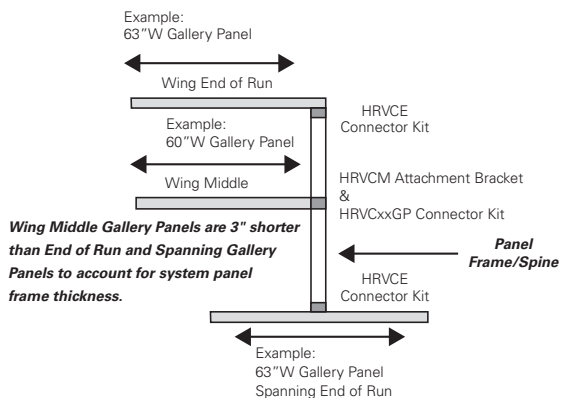 Example:
63”W Gallery Panel
Wing End of Run
HRVCE
Connector Kit
Example:
60”W Gallery Panel
Wing Middle
HRVCM Attachment Bracket
&
HRVCxxGP Connector Kit
Wing Middle Gallery Panels are 3" shorter
than End of Run and Spanning Gallery
Panels to account for system panel
frame thickness.
Panel
Frame/Spine
HRVCE
Connector Kit
Example:
63”W Gallery Panel
Spanning End of Run